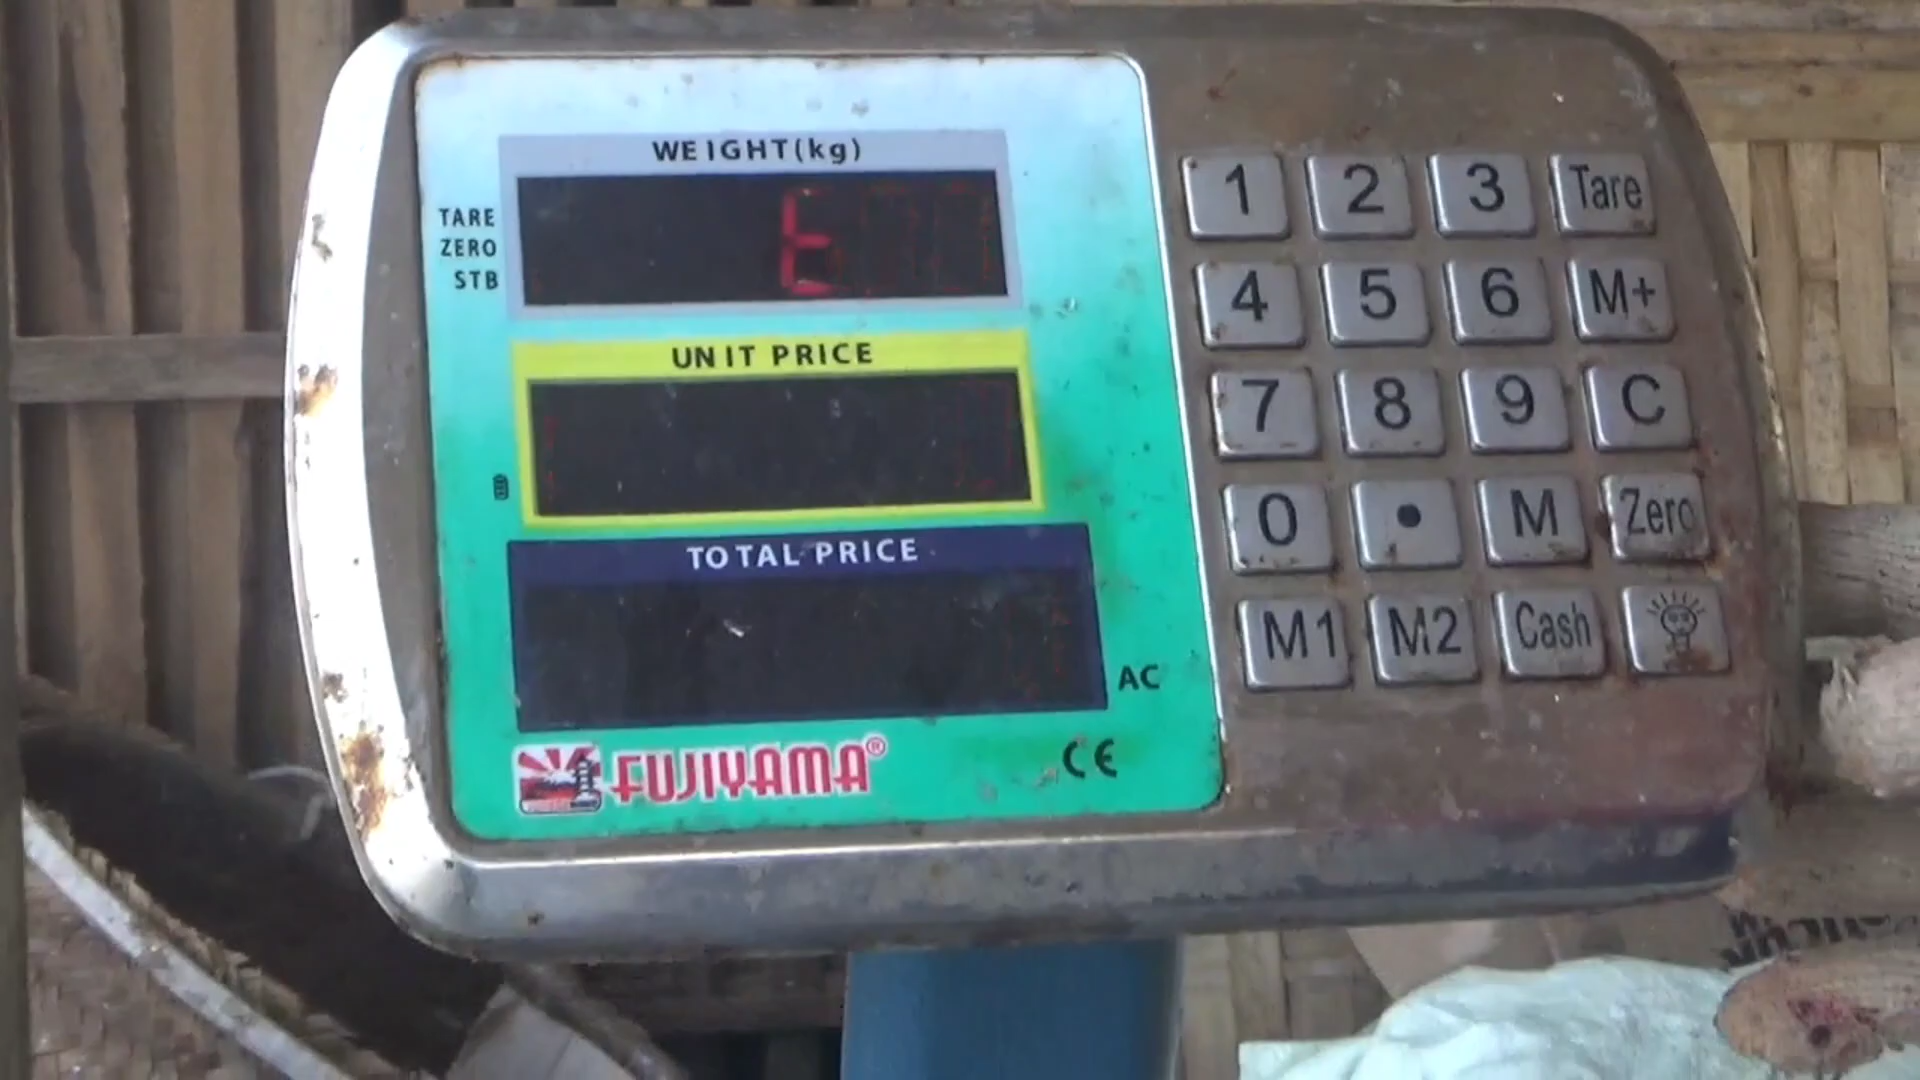 WEIGHT(kg)
TARE
ZERO
STB
UNIT PRICE
TOTAL PRICE
AC
FUJIYAMA®
CE
1 2 3 Tare
4 5 6 M+
7 8 9 C
0 • M Zero
M1 M2 Cash